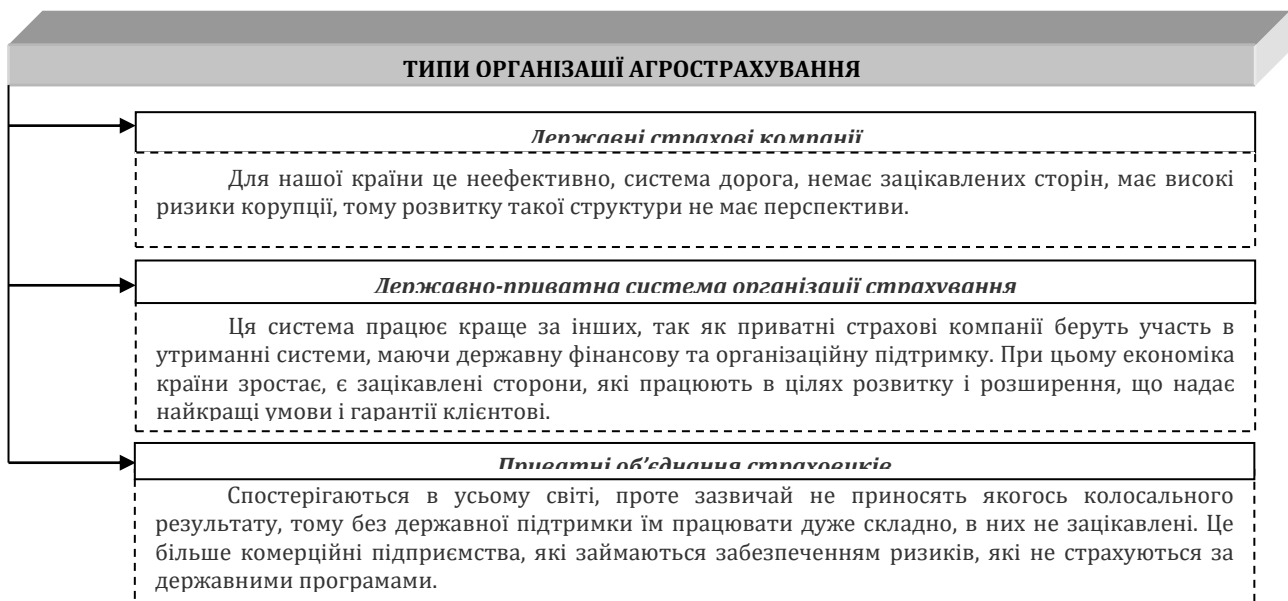 ТИПИ ОРГАНІЗАШІЇ АГРОСТРАХУВАННЯ
Державні страхові компанії
Для нашої країни це неефективно, система дорога, немає зацікавлених сторін, має високі
ризики корупції, тому розвитку такої структури не має перспективи.
Державно-приватна система організації страхування
Ця система працює краще за інших, так як приватні страхові компанії беруть участь в
утриманні системи, маючи державну фінансову та організаційну підтримку. При цьому економіка
країни зростає, є зацікавлені сторони, які працюють в цілях розвитку і розширення, що надає
найкращі умови і гарантії клієнтові.
Приватні об’єднання страховиків
Спостерігаються в усьому світі, проте зазвичай не приносять якогось колосального
результату, тому без державної підтримки їм працювати дуже складно, в них не зацікавлені. Це
більше комерційні підприємства, які займаються забезпеченням ризиків, які не страхуються за
державними програмами.